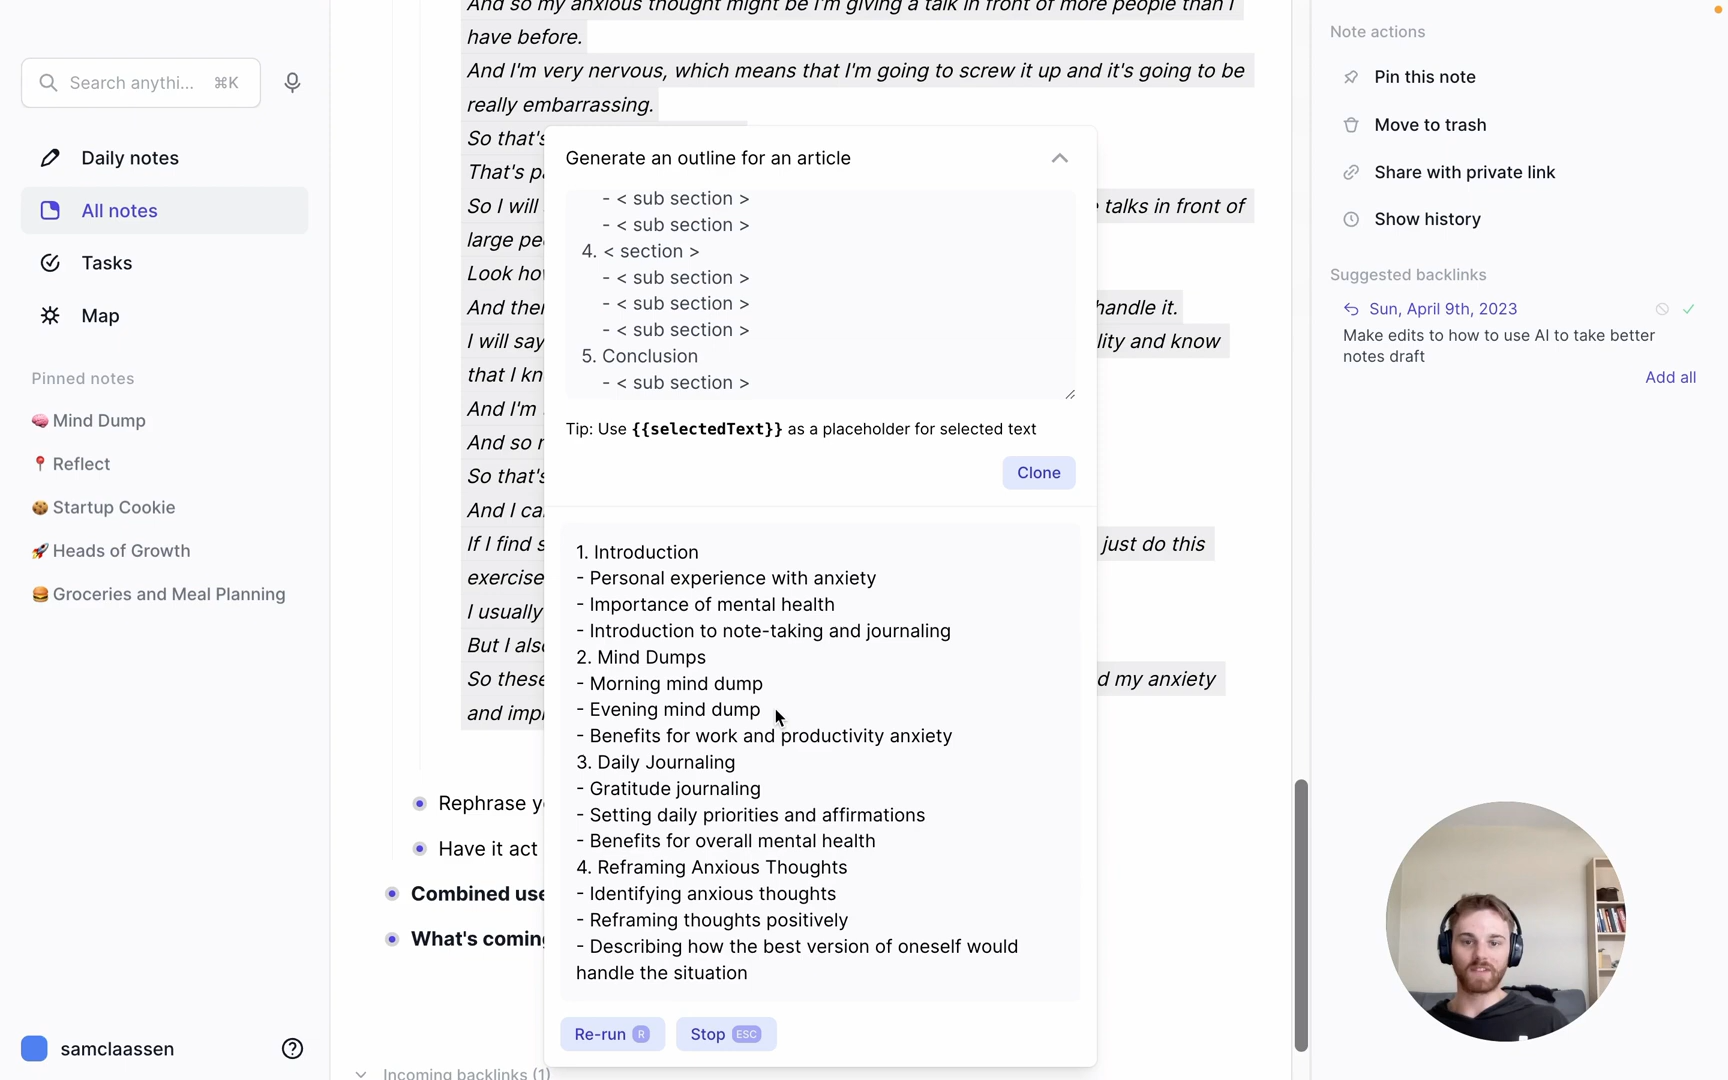 Search anythi... ⌘K
Daily notes
All notes
Tasks
Map
Pinned notes
Mind Dump
Reflect
Startup Cookie
Heads of Growth
Groceries and Meal Planning
samclaassen
And so my anxious thought might be I'm giving a talk in front of more people than I
have before.
And I'm very nervous, which means that I'm going to screw it up and it's going to be
really embarrassing.
So that's
That's
So I will talks in front of
large
Look
And handle it.
I will say and know
that I
And I'm
And so
So that's
And I
If I find just do this
exercise
I usually
But I
So these d my anxiety
and
Rephrase
Have it act
Combined
What's
Incoming backlinks (1)
Generate an outline for an article
- < sub section >
- < sub section >
4. < section >
- < sub section >
- < sub section >
- < sub section >
5. Conclusion
- < sub section >
Tip: Use {{selectedText}} as a placeholder for selected text
Clone
1. Introduction
- Personal experience with anxiety
- Importance of mental health
- Introduction to note-taking and journaling
2. Mind Dumps
- Morning mind dump
- Evening mind dump
- Benefits for work and productivity anxiety
3. Daily Journaling
- Gratitude journaling
- Setting daily priorities and affirmations
- Benefits for overall mental health
4. Reframing Anxious Thoughts
- Identifying anxious thoughts
- Reframing thoughts positively
- Describing how the best version of oneself would
handle the situation
Re-run R
Stop ESC
Note actions
Pin this note
Move to trash
Share with private link
Show history
Suggested backlinks
Sun, April 9th, 2023
Make edits to how to use AI to take better
notes draft
Add all